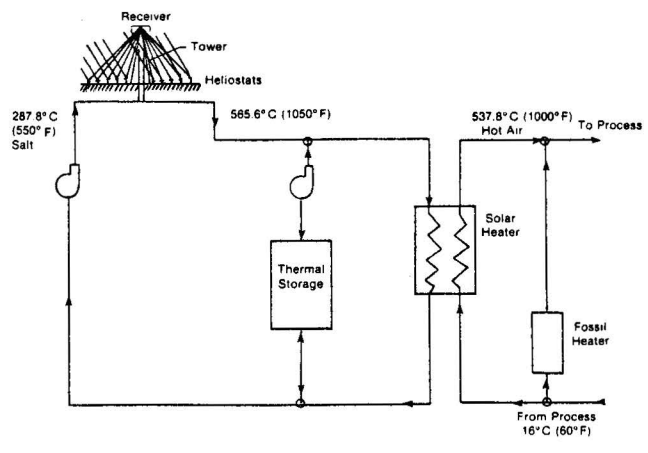 Receiver
Tower
Heliostats
287.8°C
(550°F)
Salt
565.6°C (1050°F)
537.8°C (1000°F)
Hot Air
To Process
Solar
Heater
Thermal
Storage
Fossil
Heater
From Process
16°C (60°F)